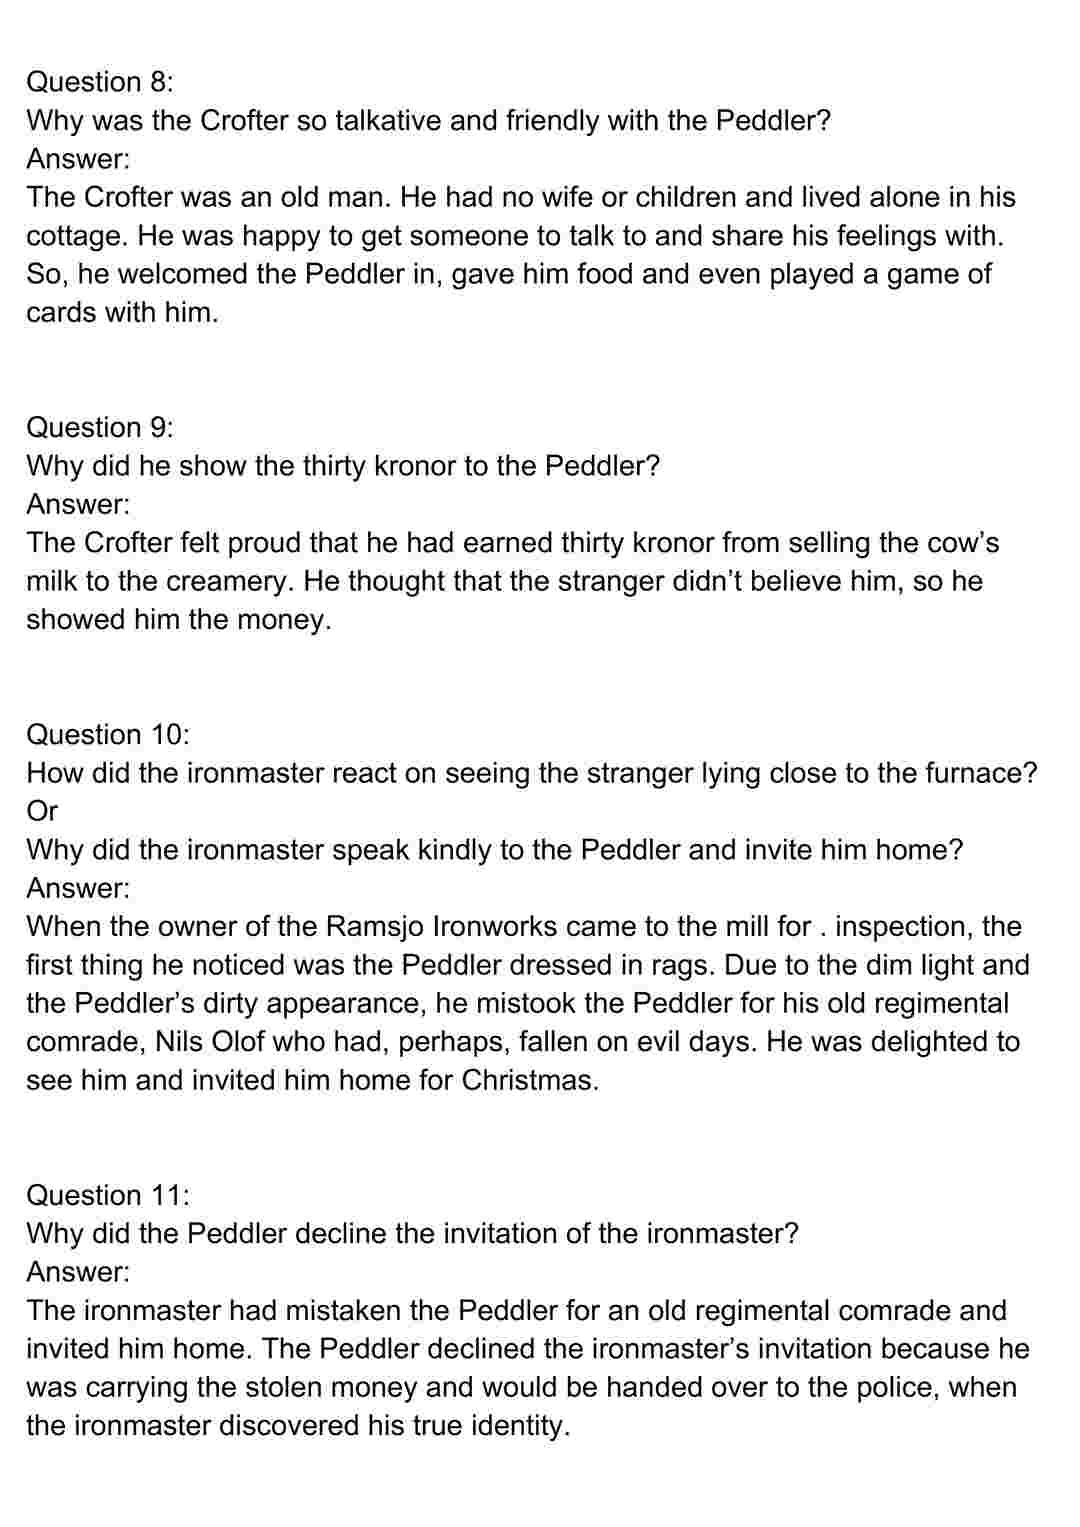 Question 8:
Why was the Crofter so talkative and friendly with the Peddler?
Answer:
The Crofter was an old man. He had no wife or children and lived alone in his
cottage. He was happy to get someone to talk to and share his feelings with.
So, he welcomed the Peddler in, gave him food and even played a game of
cards with him.
Question 9:
Why did he show the thirty kronor to the Peddler?
Answer:
The Crofter felt proud that he had earned thirty kronor from selling the cow’s
milk to the creamery. He thought that the stranger didn’t believe him, so he
showed him the money.
Question 10:
How did the ironmaster react on seeing the stranger lying close to the furnace?
Or
Why did the ironmaster speak kindly to the Peddler and invite him home?
Answer:
When the owner of the Ramsjo Ironworks came to the mill for . inspection, the
first thing he noticed was the Peddler dressed in rags. Due to the dim light and
the Peddler’s dirty appearance, he mistook the Peddler for his old regimental
comrade, Nils Olof who had, perhaps, fallen on evil days. He was delighted to
see him and invited him home for Christmas.
Question 11:
Why did the Peddler decline the invitation of the ironmaster?
Answer:
The ironmaster had mistaken the Peddler for an old regimental comrade and
invited him home. The Peddler declined the ironmaster’s invitation because he
was carrying the stolen money and would be handed over to the police, when
the ironmaster discovered his true identity.